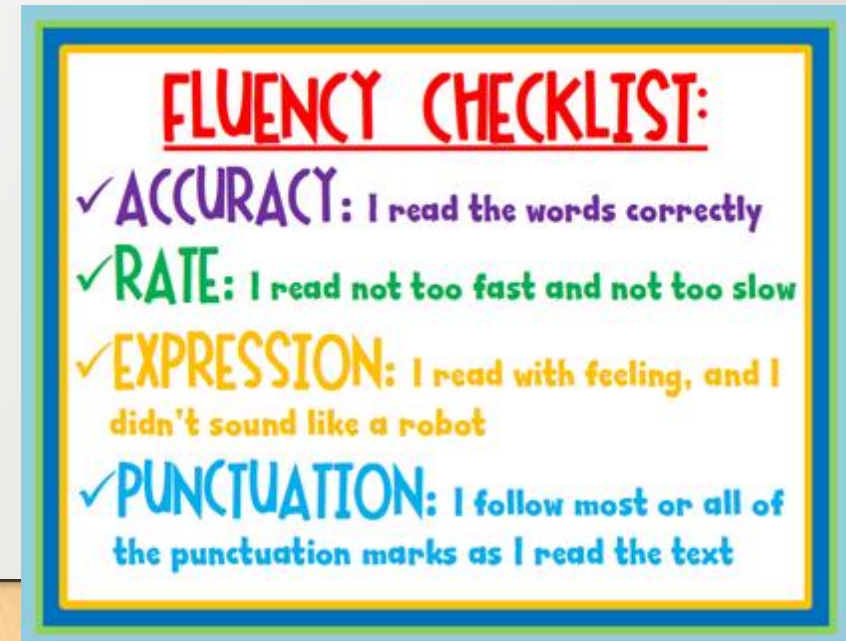 FLUENCY CHECKLIST:
✓ACCURACY: I read the words correctly
✓RATE: I read not too fast and not too slow
✓EXPRESSION: I read with feeling, and I
didn't sound like a robot
✓PUNCTUATION: I follow most or all of
the punctuation marks as I read the text